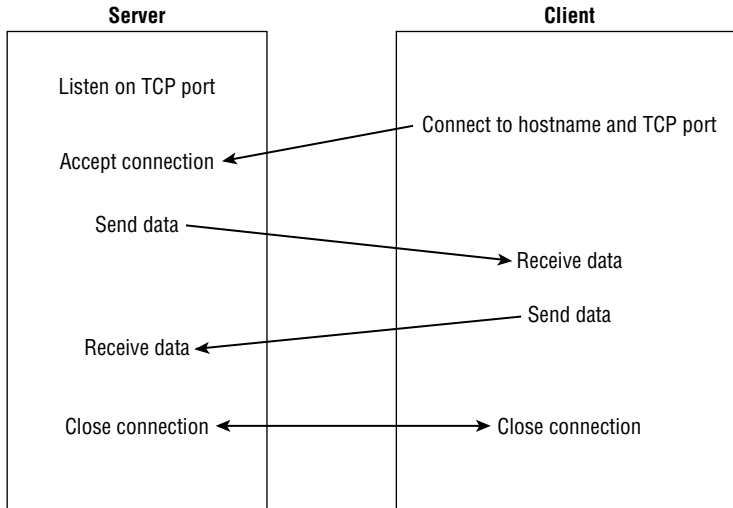 Server
Client
Listen on TCP port
Connect to hostname and TCP port
Accept connection
Send data
Receive data
Send data
Receive data
Close connection
Close connection